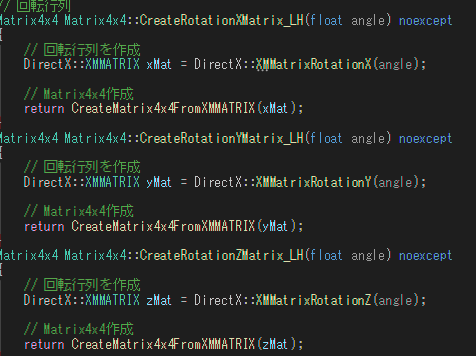 // 回転行列
Matrix4x4 Matrix4x4::CreateRotationXMatrix_LH(float angle) noexcept
{
// 回転行列を作成
DirectX::XMMATRIX xMat = DirectX::XMMatrixRotationX(angle);
// Matrix4x4作成
return CreateMatrix4x4FromXMMATRIX(xMat);
}
Matrix4x4 Matrix4x4::CreateRotationYMatrix_LH(float angle) noexcept
{
// 回転行列を作成
DirectX::XMMATRIX yMat = DirectX::XMMatrixRotationY(angle);
// Matrix4x4作成
return CreateMatrix4x4FromXMMATRIX(yMat);
}
Matrix4x4 Matrix4x4::CreateRotationZMatrix_LH(float angle) noexcept
{
// 回転行列を作成
DirectX::XMMATRIX zMat = DirectX::XMMatrixRotationZ(angle);
// Matrix4x4作成
return CreateMatrix4x4FromXMMATRIX(zMat);